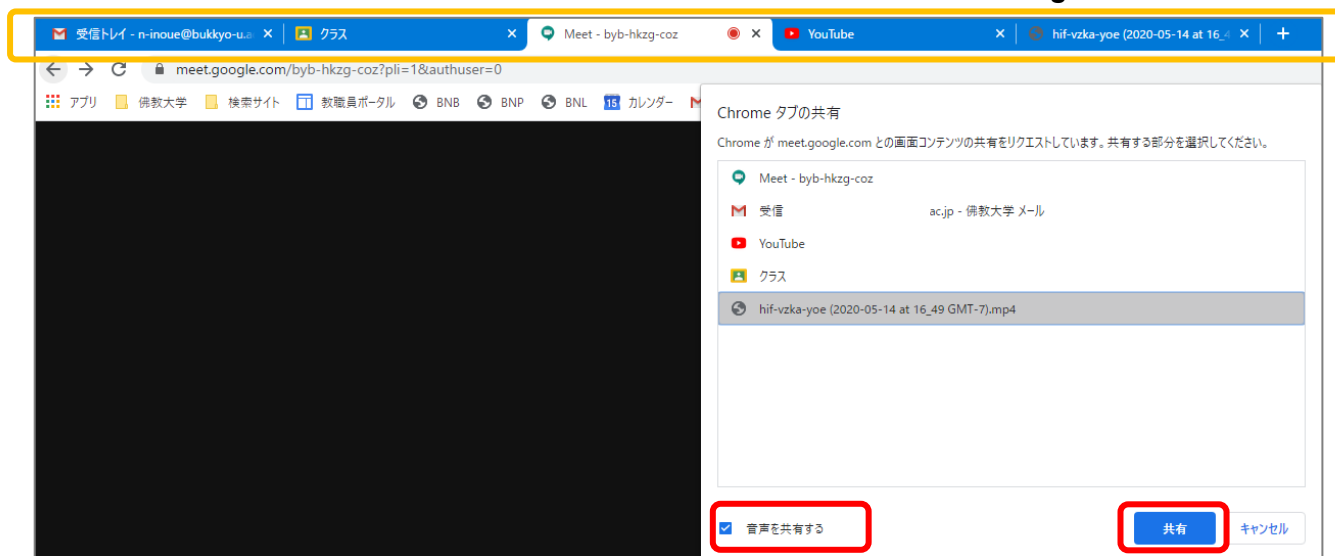 受信トレイ - n-inoue@bukkyo-u.a
クラス
Meet - byb-hkzg-coz
YouTube
hif-vzka-yoe (2020-05-14 at 16_4
meet.google.com/byb-hkzg-coz?pli=1&authuser=0
アプリ 佛教大学 検索サイト 教職員ポータル BNB BNP BNL 15 カレンダー
Chrome タブの共有
Chrome が meet.google.com との画面コンテンツの共有をリクエストしています。共有する部分を選択してください。
Meet - byb-hkzg-coz
受信 ac.jp - 佛教大学 メール
YouTube
クラス
hif-vzka-yoe (2020-05-14 at 16_49 GMT-7).mp4
音声を共有する
共有 キャンセル